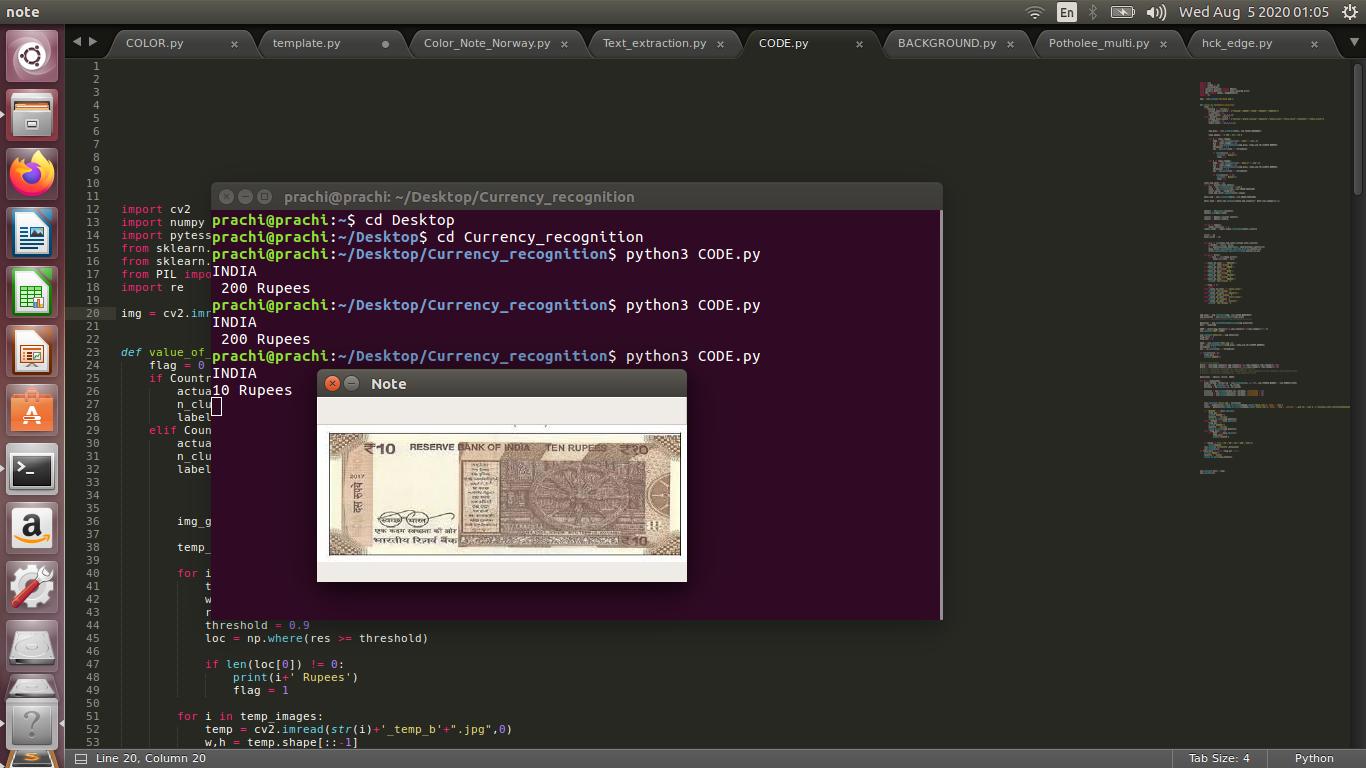 note
En
Wed Aug 5 2020 01:05
COLOR.py
template.py
Color_Note_Norway.py
Text_extraction.py
CODE.py
BACKGROUND.py
Potholee_multi.py
hck_edge.py
1
2
3
4
5
6
7
8
9
10
11
12 import cv2
13 import numpy
14 import pytess
15 from sklearn.
16 from sklearn.
17 from PIL impo
18 import re
19
20 img = cv2.imr
21
22
23 def value_of_
24 flag = 0
25 if Countr
26 actua
27 n_clu
28 label
29 elif Coun
30 actua
31 n_clu
32 label
33
34
35
36 img_g
37
38 temp_
39
40 for i
41 t
42 w
43 r
44 threshold = 0.9
45 loc = np.where(res >= threshold)
46
47 if len(loc[0]) != 0:
48 print(i+' Rupees')
49 flag = 1
50
51 for i in temp_images:
52 temp = cv2.imread(str(i)+'_temp_b'+".jpg",0)
53 w,h = temp.shape[::-1]
prachi@prachi: ~/Desktop/Currency_recognition
prachi@prachi:~$ cd Desktop
prachi@prachi:~/Desktop$ cd Currency_recognition
prachi@prachi:~/Desktop/Currency_recognition$ python3 CODE.py
INDIA
200 Rupees
prachi@prachi:~/Desktop/Currency_recognition$ python3 CODE.py
INDIA
200 Rupees
prachi@prachi:~/Desktop/Currency_recognition$ python3 CODE.py
INDIA
10 Rupees
Note
₹10 RESERVE BANK OF INDIA TEN RUPEES ₹10
2017
दस रुपये
स्वच्छ भारत
एक कदम स्वच्छता की ओर
भारतीय रिज़र्व बैंक
₹10
Line 20, Column 20
Tab Size: 4
Python